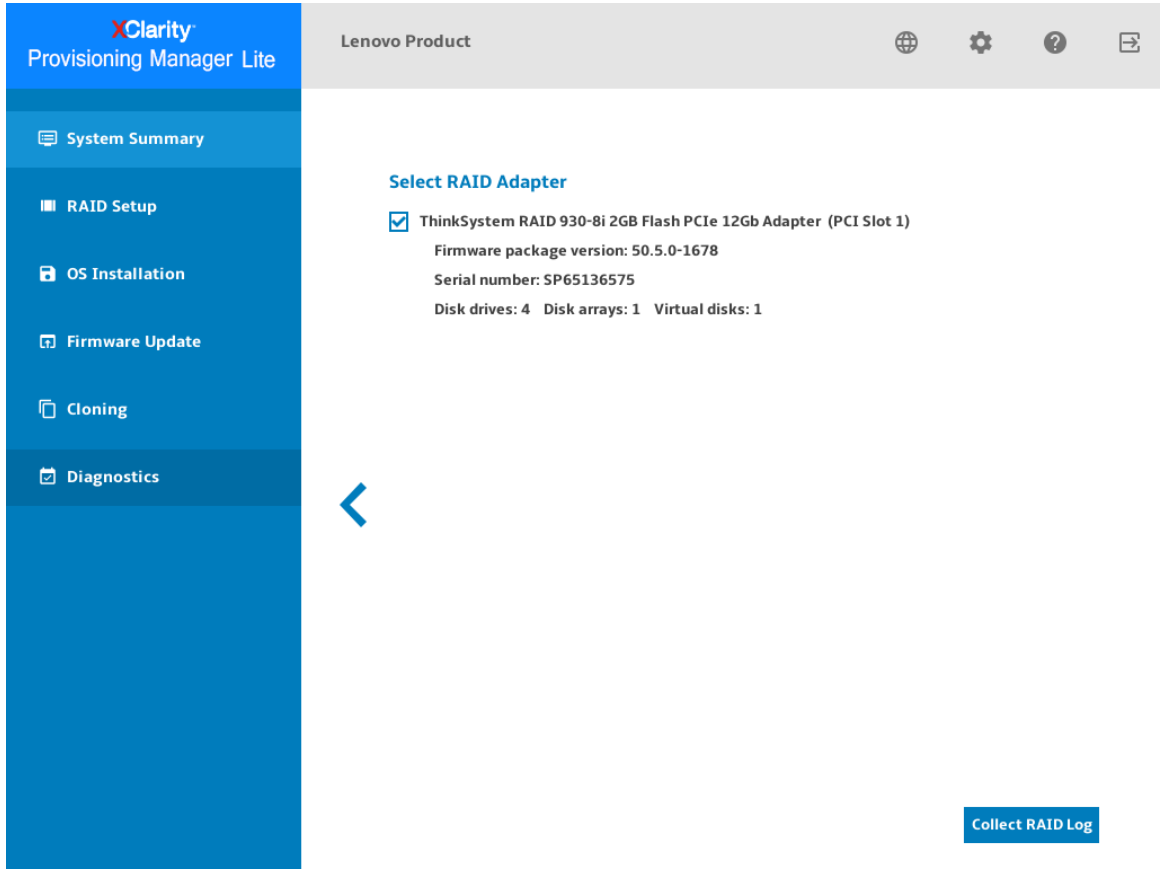 XClarity
Provisioning Manager Lite
Lenovo Product
System Summary
RAID Setup
OS Installation
Firmware Update
Cloning
Diagnostics
Select RAID Adapter
ThinkSystem RAID 930-8i 2GB Flash PCIe 12Gb Adapter (PCI Slot 1)
Firmware package version: 50.5.0-1678
Serial number: SP65136575
Disk drives: 4 Disk arrays: 1 Virtual disks: 1
Collect RAID Log